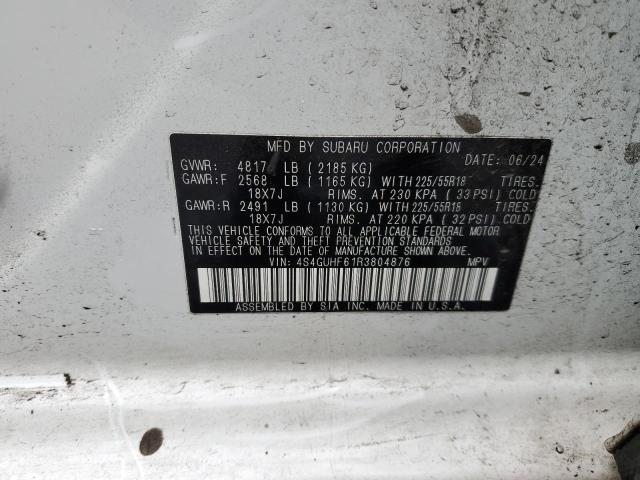 MFD BY SUBARU CORPORATION
GVWR: 4817 LB (2185 KG) DATE: 06/24
GAWR:F 2568 LB (1165 KG) WITH 225/55R18 TIRES.
18X7J RIMS. AT 230 KPA (33 PSI) COLD
GAWR:R 2491 LB (1130 KG) WITH 225/55R18 TIRES.
18X7J RIMS. AT 220 KPA (32 PSI) COLD
THIS VEHICLE CONFORMS TO ALL APPLICABLE FEDERAL MOTOR
VEHICLE SAFETY AND THEFT PREVENTION STANDARDS
IN EFFECT ON THE DATE OF MANUFACTURE SHOWN ABOVE.
VIN: 4S4GUHF61R3804876 MPV
ASSEMBLED BY SIA INC. MADE IN U.S.A.